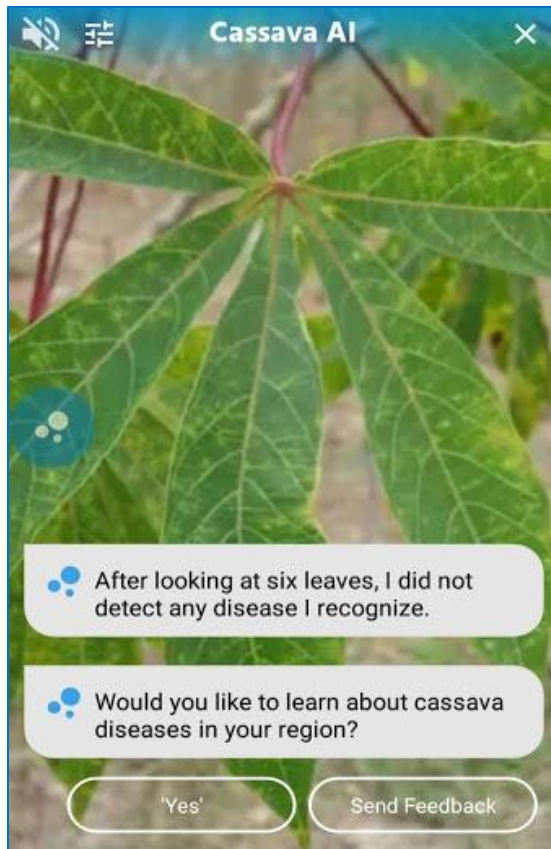 Cassava AI
After looking at six leaves, I did not
detect any disease I recognize.
Would you like to learn about cassava
diseases in your region?
'Yes'
Send Feedback